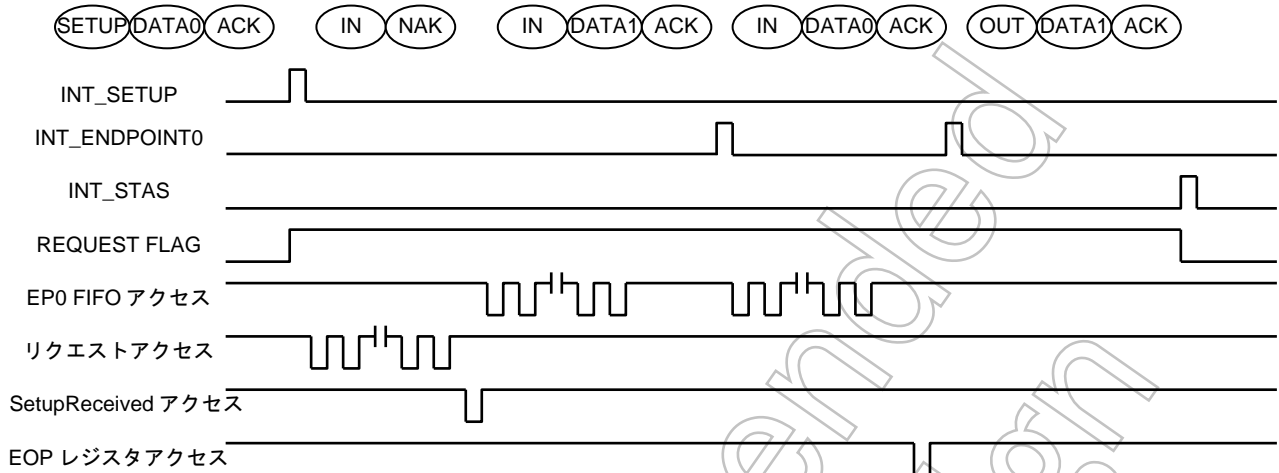 SETUP DATA0 ACK IN NAK IN DATA1 ACK IN DATA0 ACK OUT DATA1 ACK
INT_SETUP
INT_ENDPOINT0
INT_STAS
REQUEST FLAG
EP0 FIFO アクセス
リクエストアクセス
SetupReceived アクセス
EOP レジスタアクセス